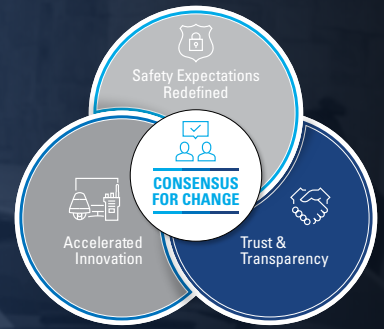 Safety Expectations
Redefined
CONSENSUS
FOR CHANGE
Accelerated
Innovation
Trust &
Transparency